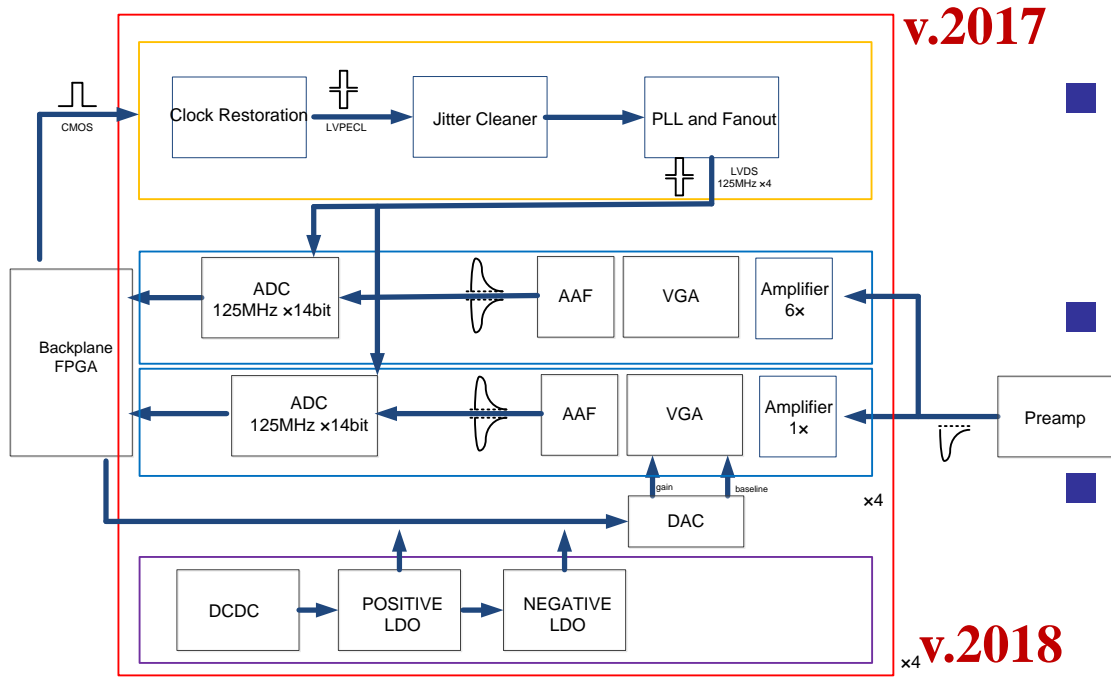 v.2017
CMOS
Clock Restoration
LVPECL
Jitter Cleaner
PLL and Fanout
LVDS
125MHz ×4
Backplane
FPGA
ADC
125MHz ×14bit
AAF
VGA
Amplifier
6×
ADC
125MHz ×14bit
AAF
VGA
Amplifier
1×
Preamp
gain
baseline
×4
DAC
DCDC
POSITIVE
LDO
NEGATIVE
LDO
×4
v.2018